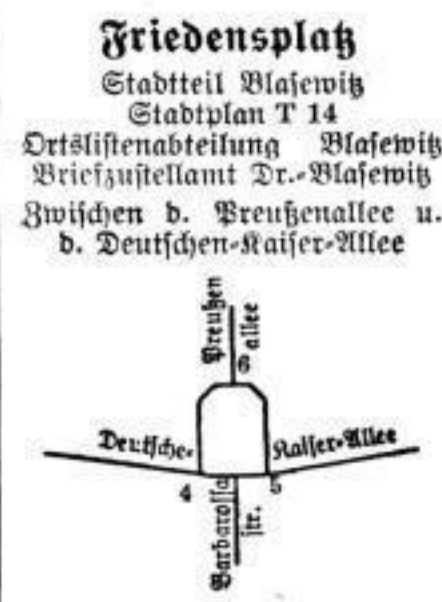 Friedensplatz
Stadtteil Blasewitz
Stadtplan T 14
Ortslistenabteilung Blasewitz
Briefzustellamt Dr.-Blasewitz
Zwischen d. Preußenallee u.
d. Deutschen-Kaiser-Allee
Preußen
allee
6
Deutsche-
Kaiser-Allee
4
5
Barbarossa
str.